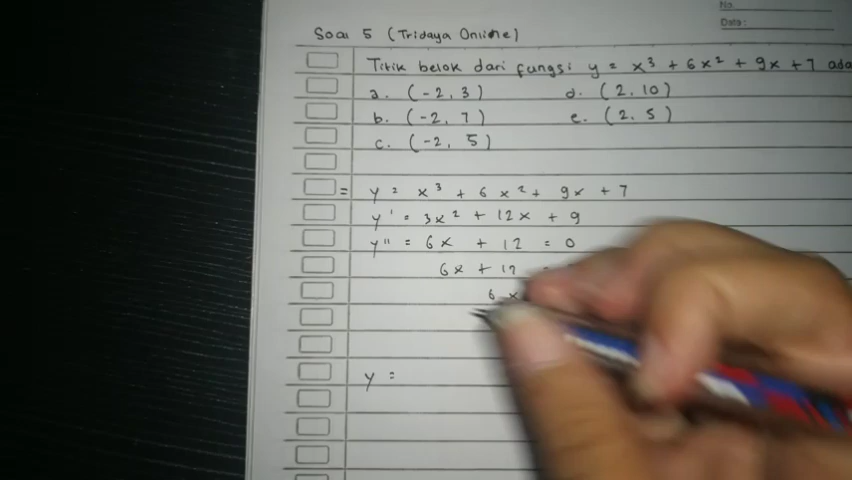 No.
Date:
Soal 5 (Tridaya Online)
Titik belok dari fungsi y = x³ + 6x² + 9x + 7 ada
a. (-2, 3) d. (2, 10)
b. (-2, 7) e. (2, 5)
c. (-2, 5)
= y = x³ + 6x² + 9x + 7
y' = 3x² + 12x + 9
y'' = 6x + 12 = 0
6x + 12
6x
y =